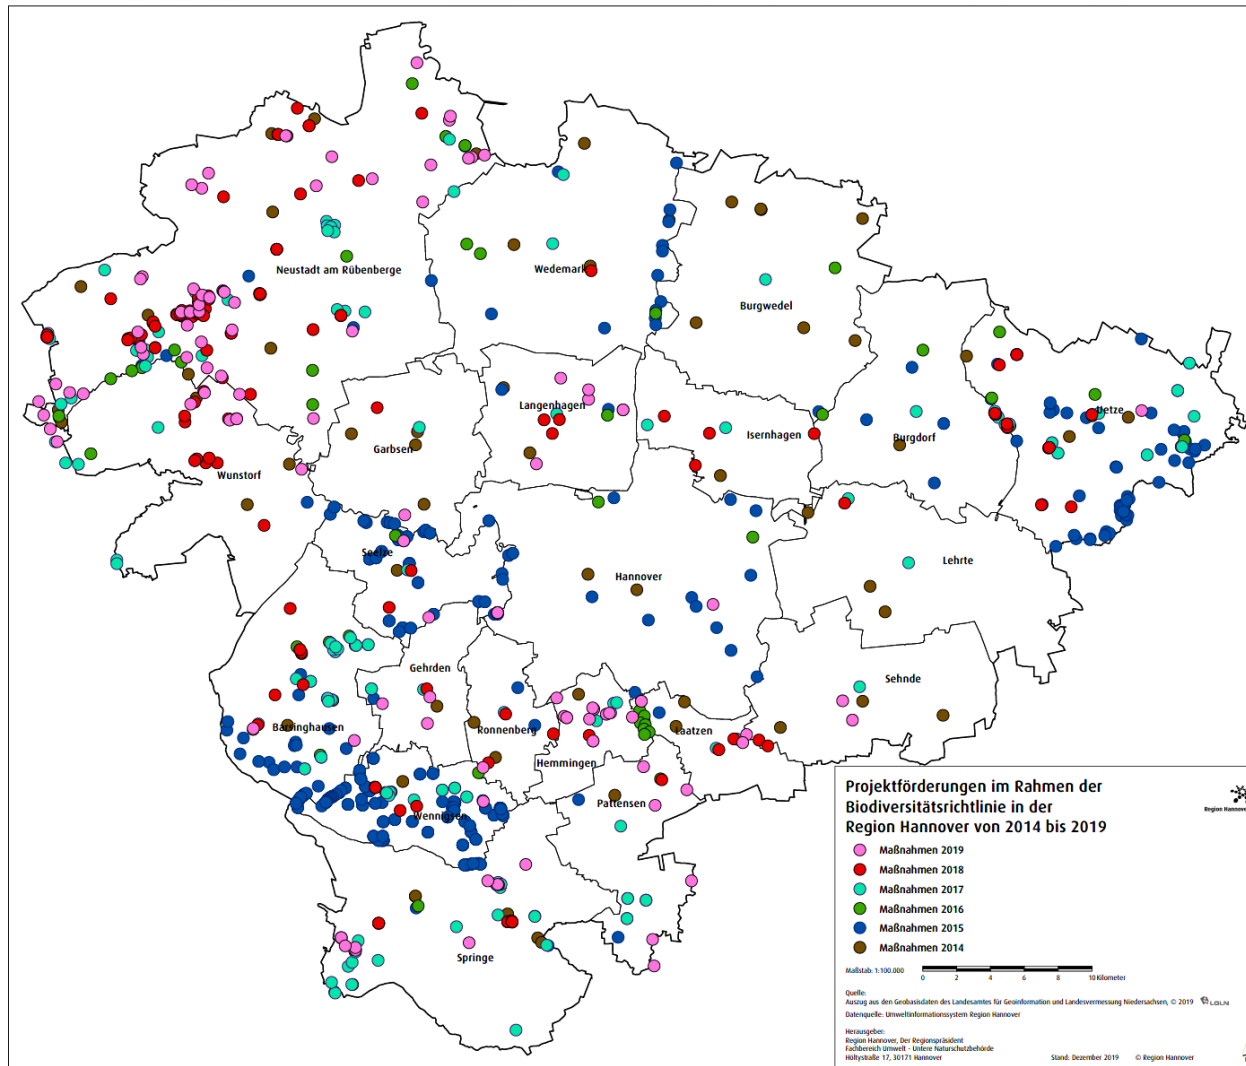 Neustadt am Rübenberge
Wedemark
Burgwedel
Langenhagen
Uetze
Garbsen
Isernhagen
Burgdorf
Wunstorf
Seelze
Lehrte
Hannover
Gehrden
Sehnde
Barsinghausen
Ronnenberg
Laatzen
Hemmingen
Pattensen
Wennigsen
Springe
Projektförderungen im Rahmen der
Biodiversitätsrichtlinie in der
Region Hannover von 2014 bis 2019
Region Hannover
Maßnahmen 2019
Maßnahmen 2018
Maßnahmen 2017
Maßnahmen 2016
Maßnahmen 2015
Maßnahmen 2014
Maßstab: 1:100.000
0 2 4 6 8 10 Kilometer
Quelle:
Auszug aus den Geobasisdaten des Landesamtes für Geoinformation und Landesvermessung Niedersachsen, © 2019 LGLN
Datenquelle: Umweltinformationssystem Region Hannover
Herausgeber:
Region Hannover, Der Regionspräsident
Fachbereich Umwelt - Untere Naturschutzbehörde
Höltystraße 17, 30171 Hannover Stand: Dezember 2019 © Region Hannover